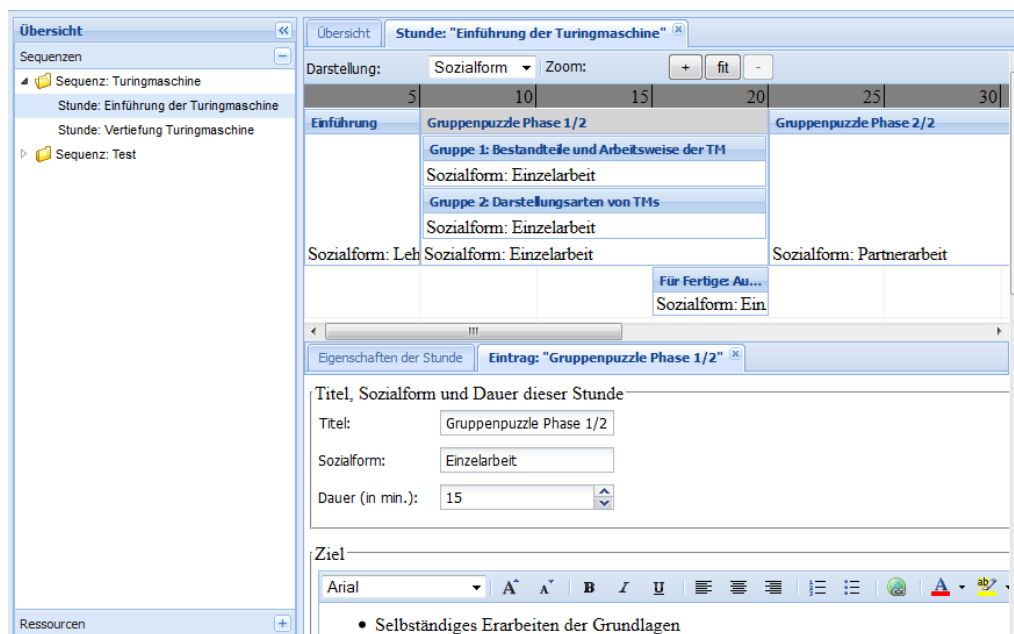 Übersicht
Sequenzen
Sequenz: Turingmaschine
Stunde: Einführung der Turingmaschine
Stunde: Vertiefung Turingmaschine
Sequenz: Test
Ressourcen
Übersicht Stunde: "Einführung der Turingmaschine"
Darstellung: Sozialform Zoom: + fit -
5 10 15 20 25 30
Einführung Gruppenpuzzle Phase 1/2 Gruppenpuzzle Phase 2/2
Gruppe 1: Bestandteile und Arbeitsweise der TM
Sozialform: Einzelarbeit
Gruppe 2: Darstellungsarten von TMs
Sozialform: Einzelarbeit
Sozialform: Leh Sozialform: Einzelarbeit Sozialform: Partnerarbeit
Für Fertige: Au...
Sozialform: Ein
Eigenschaften der Stunde Eintrag: "Gruppenpuzzle Phase 1/2"
Titel, Sozialform und Dauer dieser Stunde
Titel: Gruppenpuzzle Phase 1/2
Sozialform: Einzelarbeit
Dauer (in min.): 15
Ziel
Arial A A B I U A ab
• Selbständiges Erarbeiten der Grundlagen